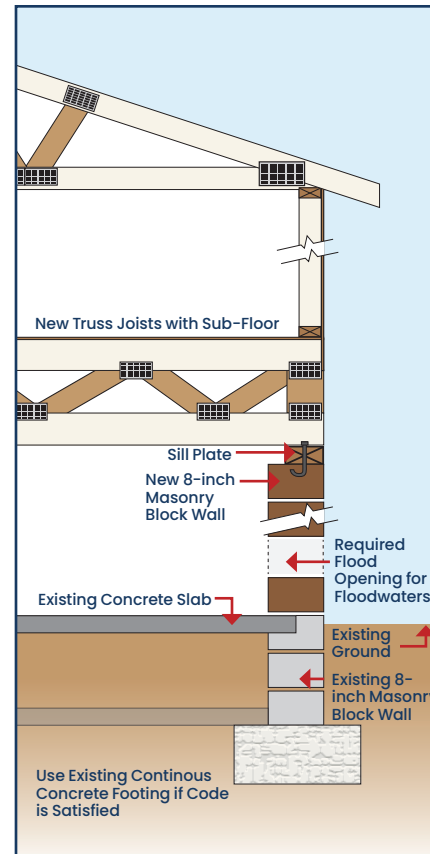 New Truss Joists with Sub-Floor
Sill Plate
New 8-inch
Masonry
Block Wall
Required
Flood
Opening for
Floodwaters
Existing Concrete Slab
Existing
Ground
Existing 8-
inch Masonry
Block Wall
Use Existing Continous
Concrete Footing if Code
is Satisfied